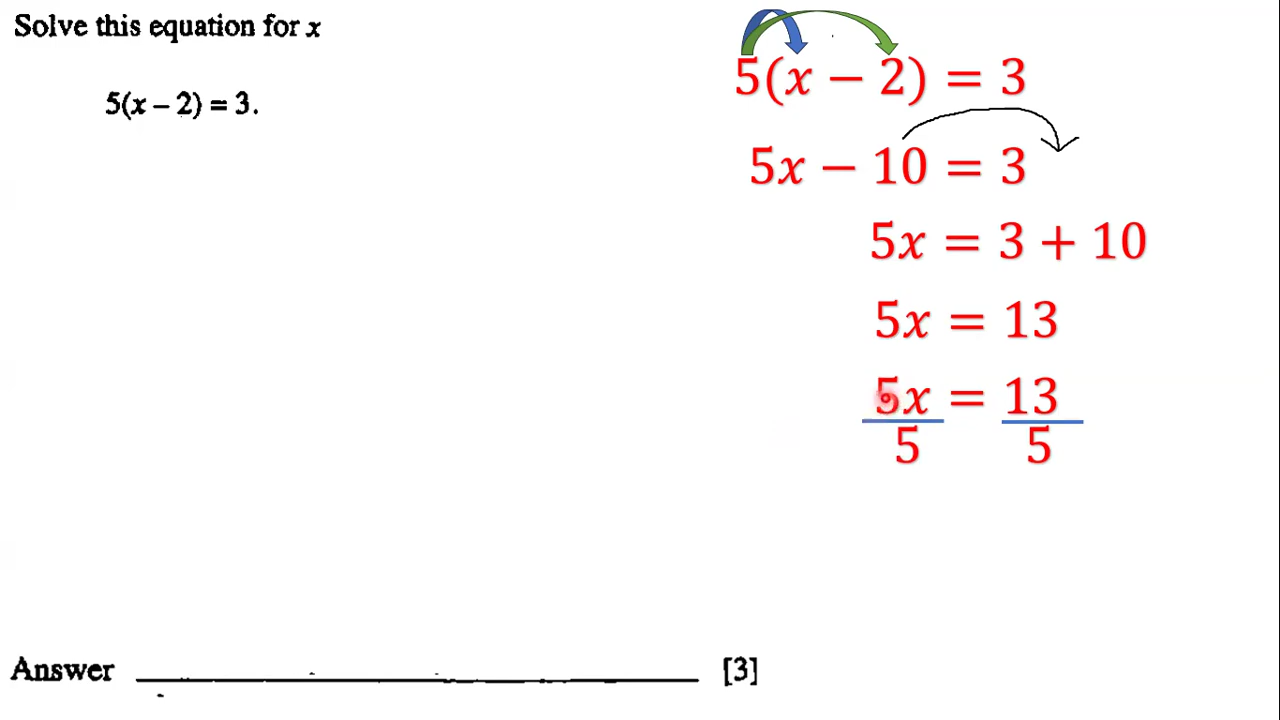 Solve this equation for x
5(x – 2) = 3.
5(x − 2) = 3
5x − 10 = 3
5x = 3 + 10
5x = 13
5x = 13
5 5
Answer ______________________ [3]